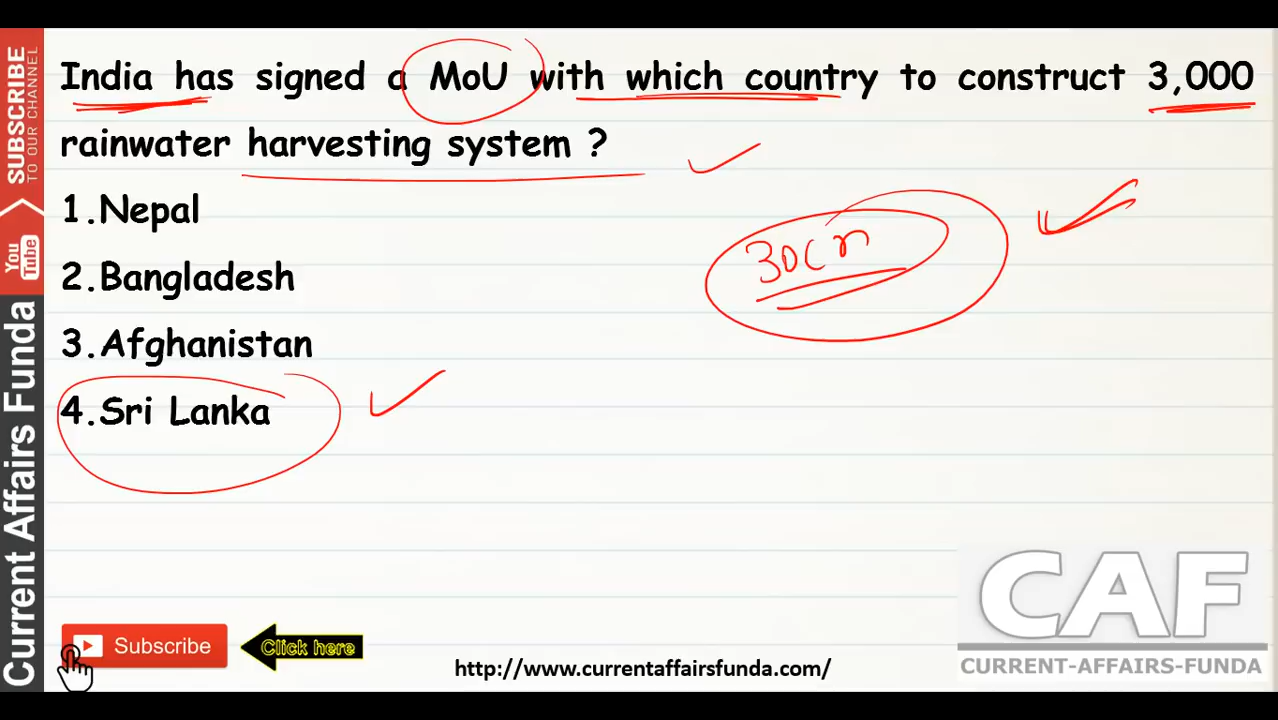 India has signed a MoU with which country to construct 3,000
rainwater harvesting system ?
1.Nepal
30cr
2.Bangladesh
3.Afghanistan
4.Sri Lanka
SUBSCRIBE
TO OUR CHANNEL
You
Tube
Current Affairs Funda
Subscribe
Click here
http://www.currentaffairsfunda.com/
CAF
CURRENT-AFFAIRS-FUNDA